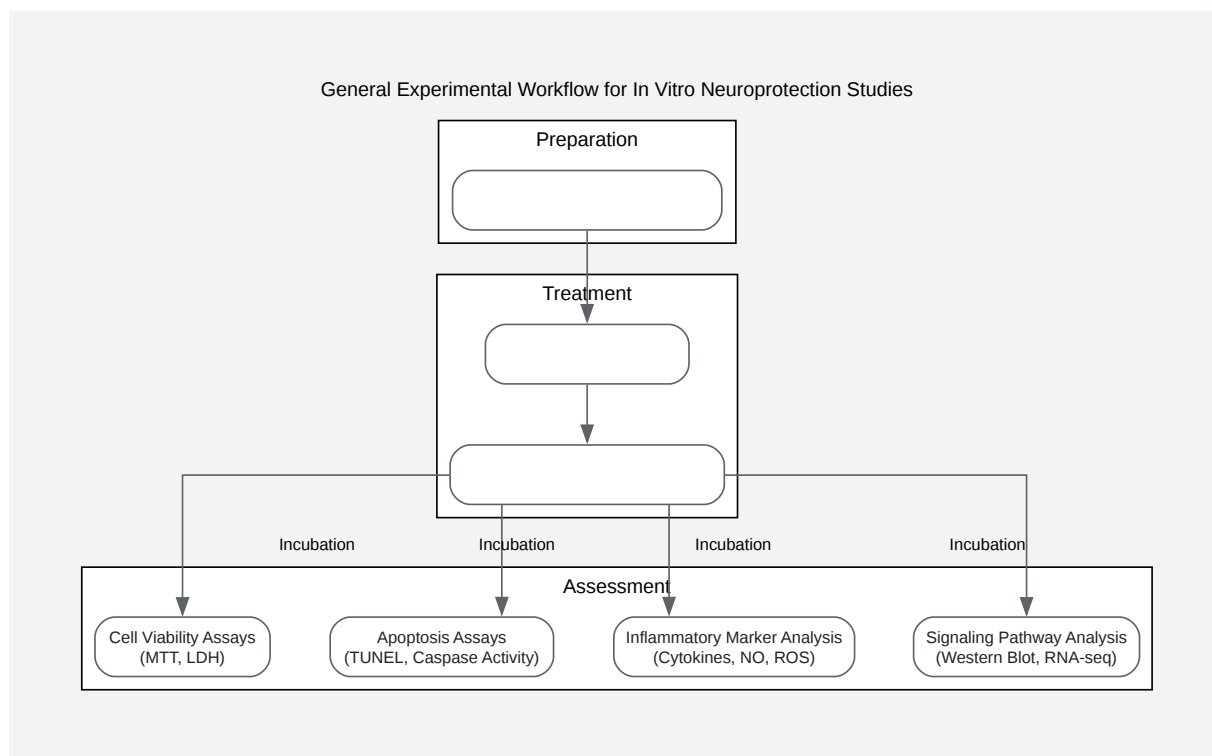 General Experimental Workflow for In Vitro Neuroprotection Studies
Preparation
Treatment
Incubation
Incubation
Incubation
Incubation
Assessment
Cell Viability Assays
(MTT, LDH)
Apoptosis Assays
(TUNEL, Caspase Activity)
Inflammatory Marker Analysis
(Cytokines, NO, ROS)
Signaling Pathway Analysis
(Western Blot, RNA-seq)